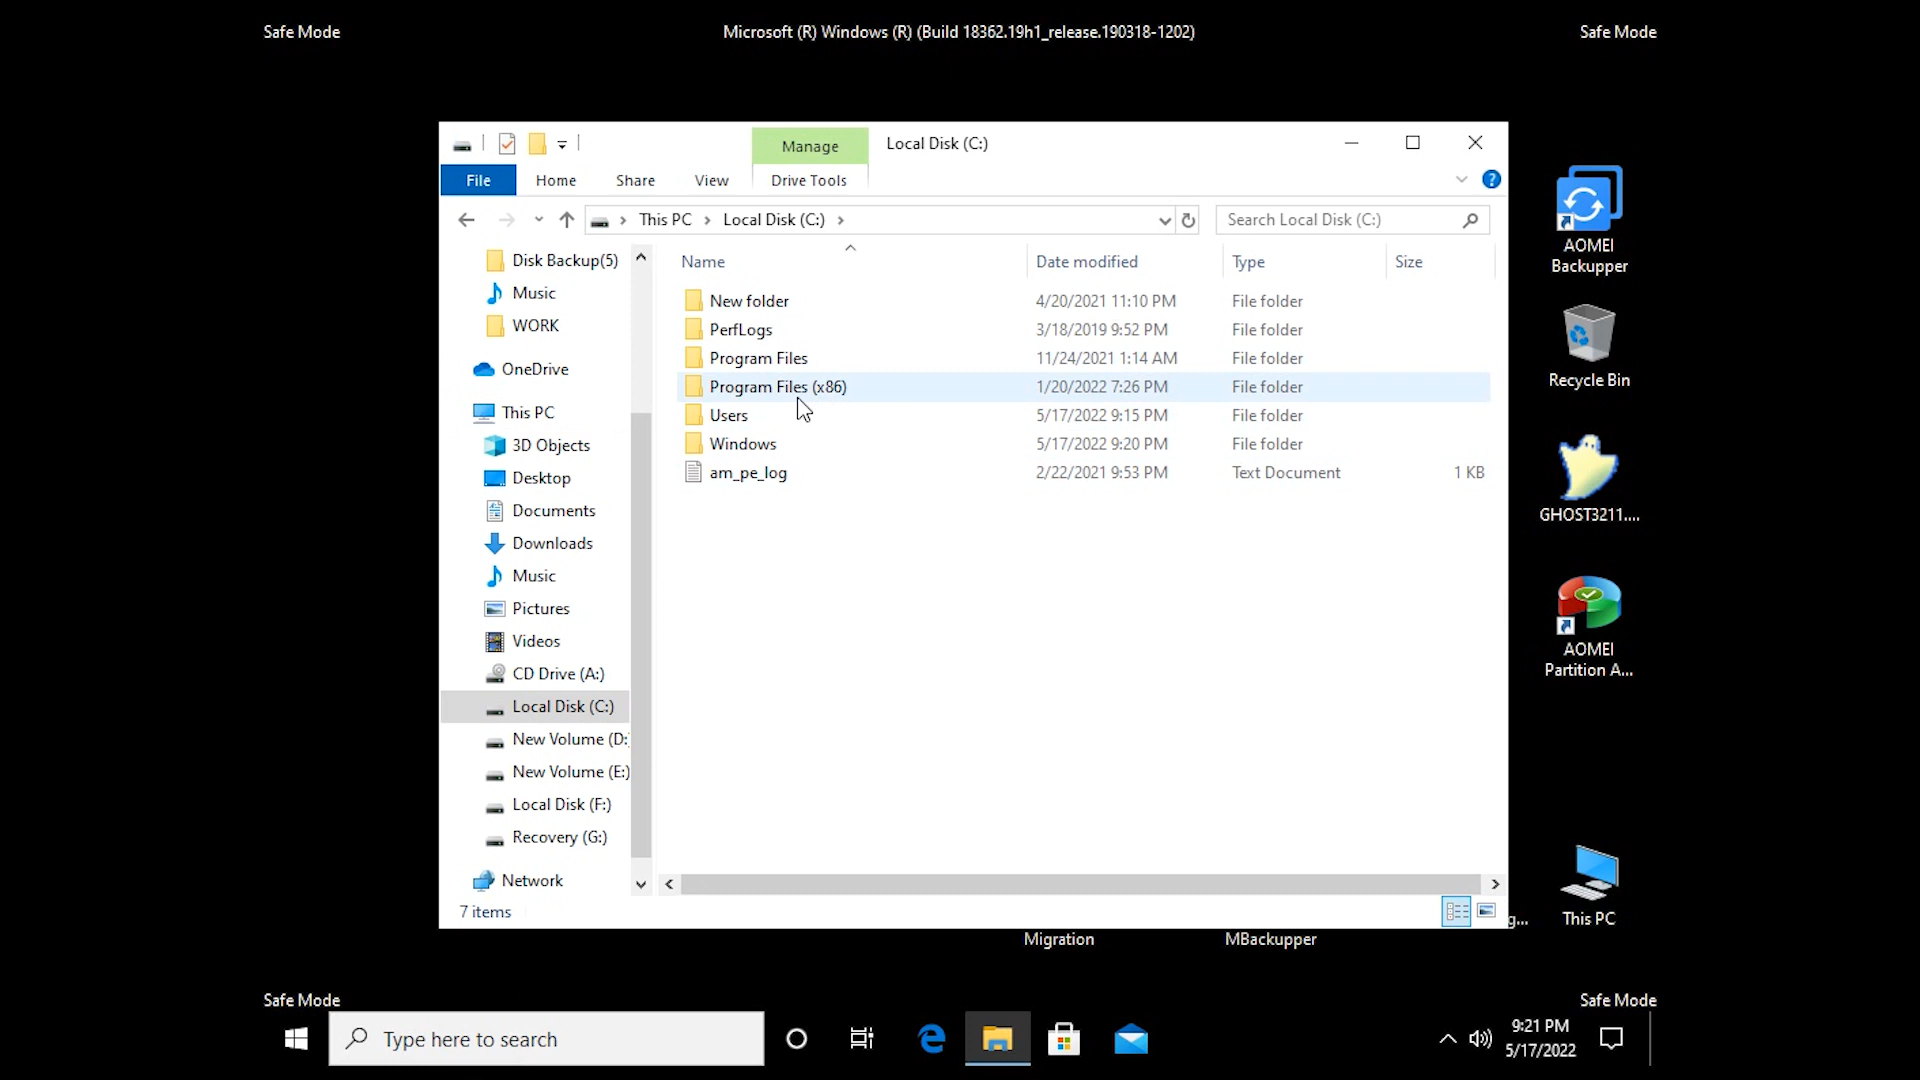 Safe Mode
Microsoft (R) Windows (R) (Build 18362.19h1_release.190318-1202)
Safe Mode
Manage
Local Disk (C:)
File
Home
Share
View
Drive Tools
This PC
Local Disk (C:)
Search Local Disk (C:)
Disk Backup(5)
Music
WORK
OneDrive
This PC
3D Objects
Desktop
Documents
Downloads
Music
Pictures
Videos
CD Drive (A:)
Local Disk (C:)
New Volume (D:
New Volume (E:)
Local Disk (F:)
Recovery (G:)
Network
Name Date modified Type Size
New folder 4/20/2021 11:10 PM File folder
PerfLogs 3/18/2019 9:52 PM File folder
Program Files 11/24/2021 1:14 AM File folder
Program Files (x86) 1/20/2022 7:26 PM File folder
Users 5/17/2022 9:15 PM File folder
Windows 5/17/2022 9:20 PM File folder
am_pe_log 2/22/2021 9:53 PM Text Document 1 KB
7 items
AOMEI
Backupper
Recycle Bin
GHOST3211....
AOMEI
Partition A...
g...
This PC
Migration
MBackupper
Safe Mode
Safe Mode
Type here to search
9:21 PM
5/17/2022